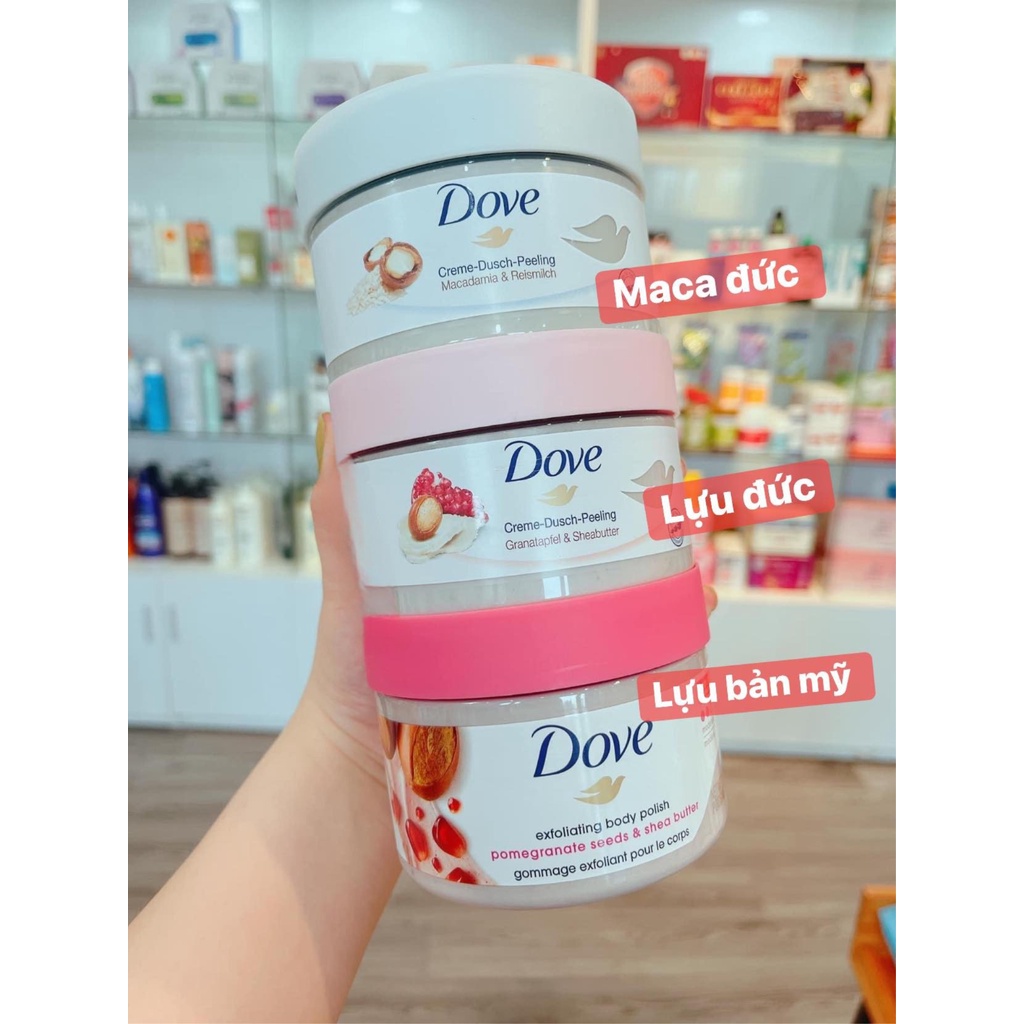 Dove
Creme-Dusch-Peeling
Macadamia & Reismilch
Maca đức
Dove
Creme-Dusch-Peeling
Granatapfel & Sheabutter
Lựu đức
Lựu bản mỹ
Dove
exfoliating body polish
pomegranate seeds & shea butter
gommage exfoliant pour le corps